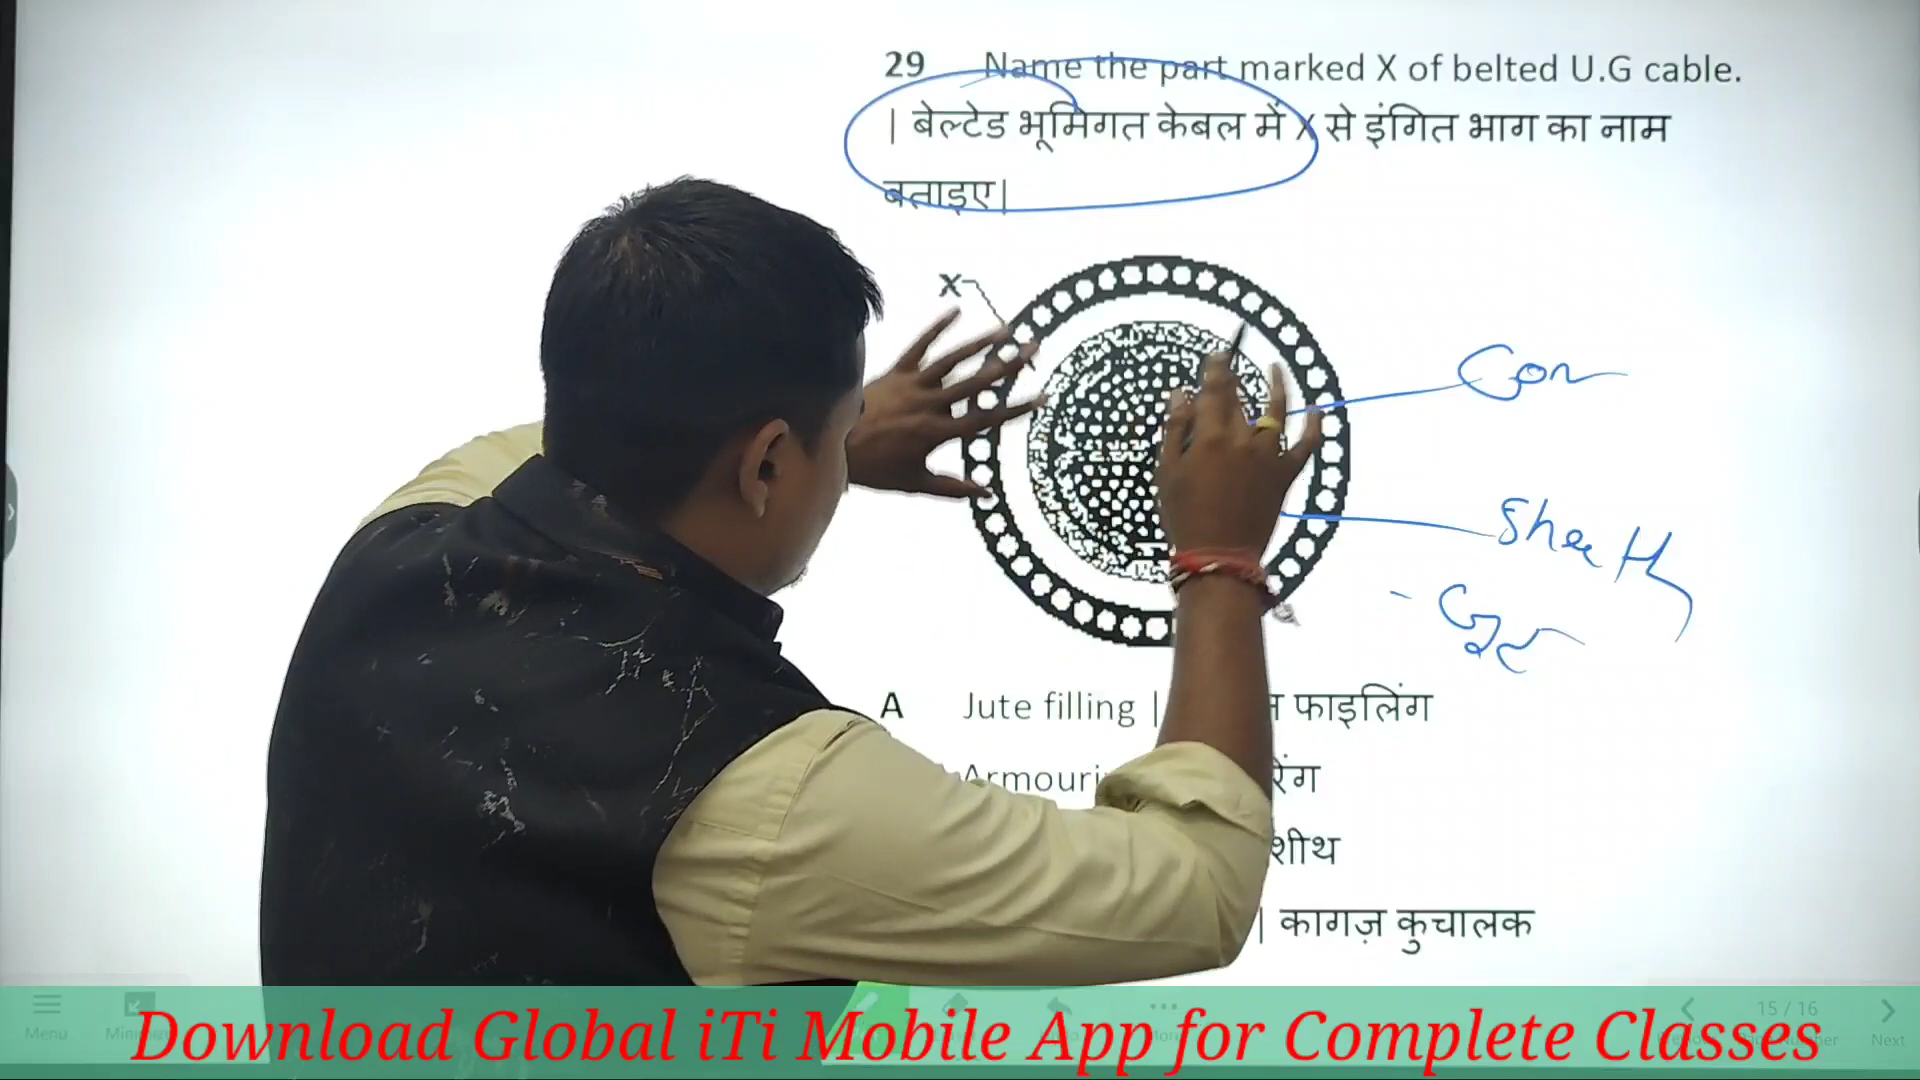 29 Name the part marked X of belted U.G cable.
| बेल्टेड भूमिगत केबल में X से इंगित भाग का नाम
बताइए|
X
Con
Sheath
- जूट
A Jute filling | फाइलिंग
Armouri रिंग
शीथ
| कागज़ कुचालक
Menu
15 / 16
Next
Download Global iTi Mobile App for Complete Classes